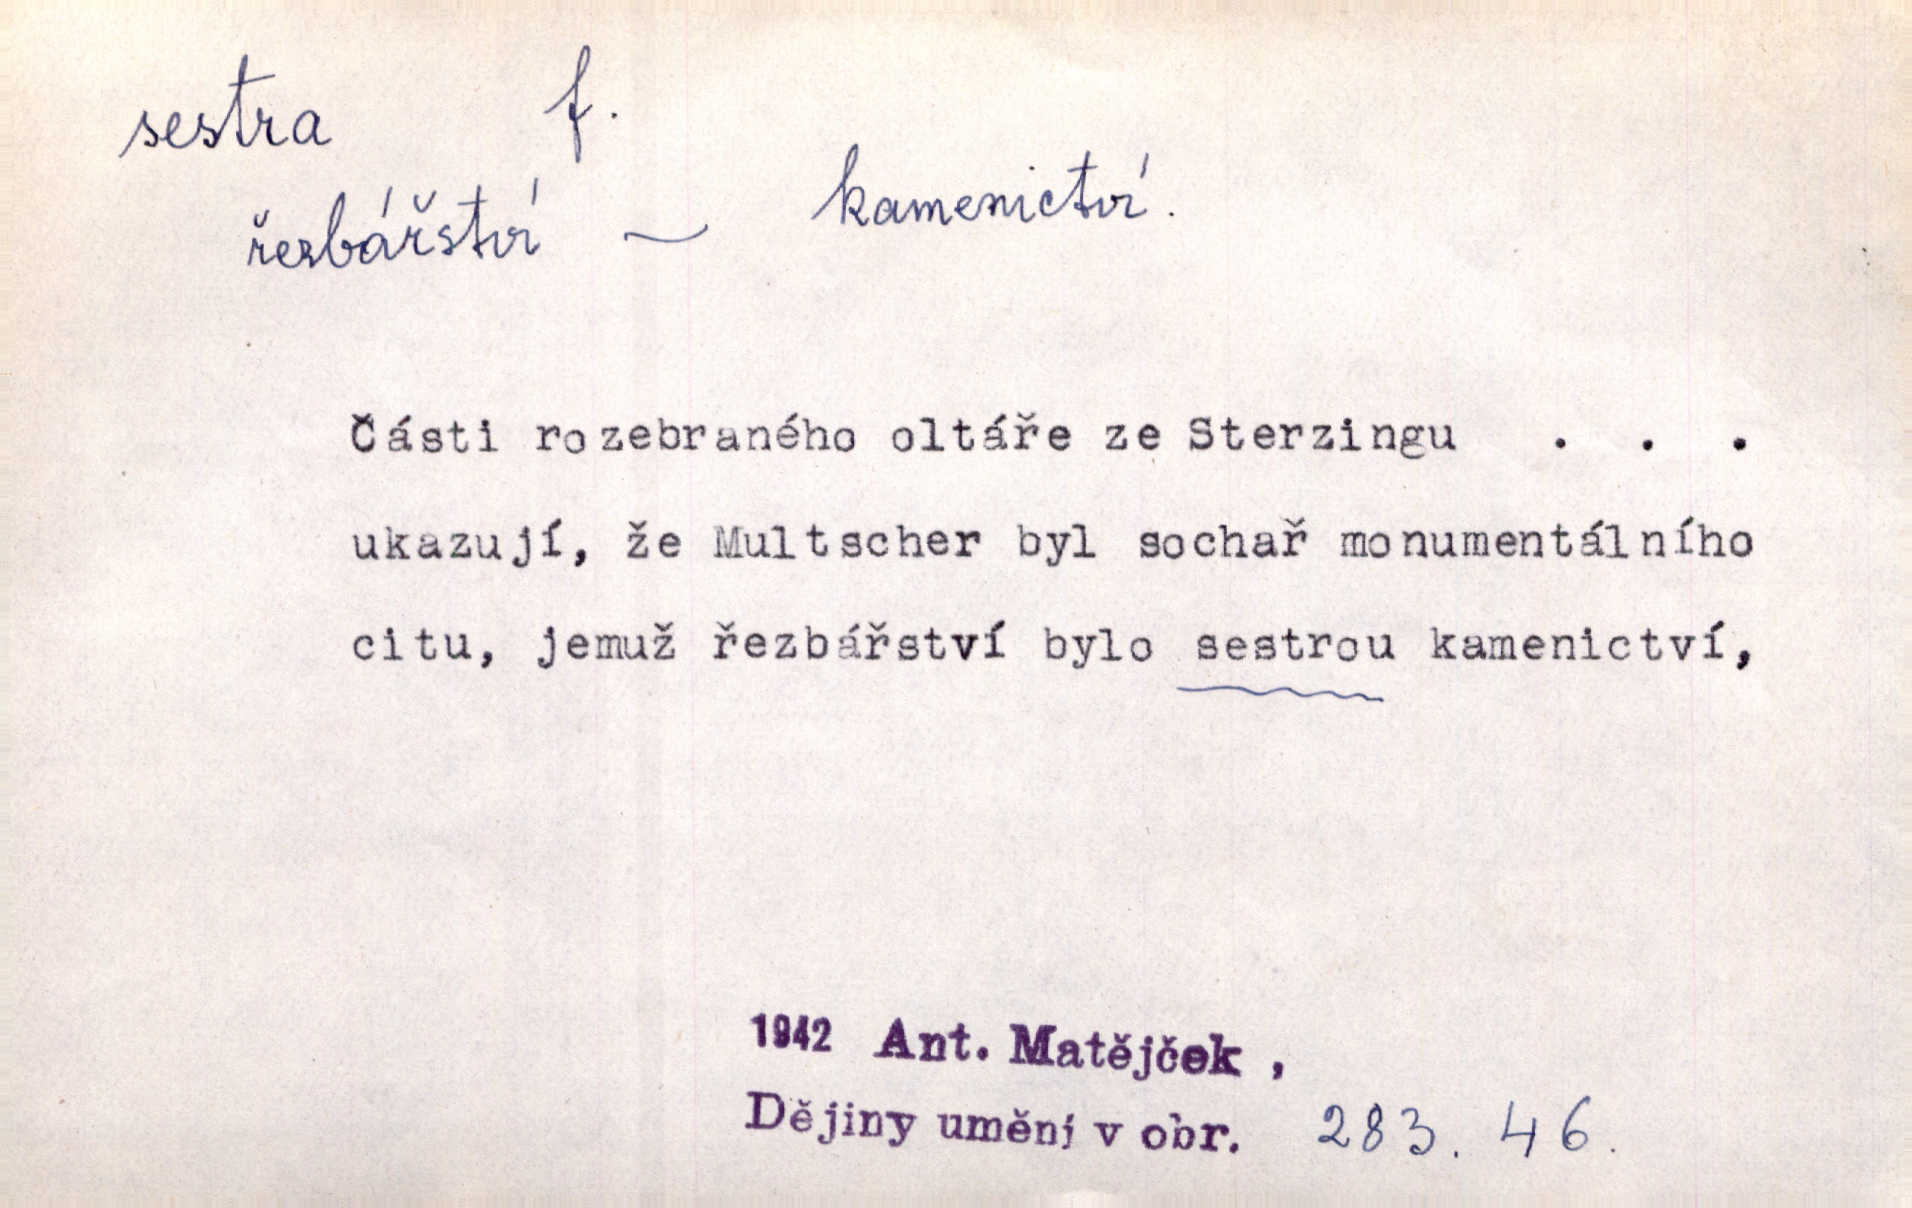 sestra f.
řezbářství ~ kamenictví.
Části rozebraného oltáře ze Sterzingu . . .
ukazují, že Multscher byl sochař monumentálního
citu, jemuž řezbářství bylo sestrou kamenictví,
1942 Ant. Matějček ,
Dějiny umění v obr. 283. 46.